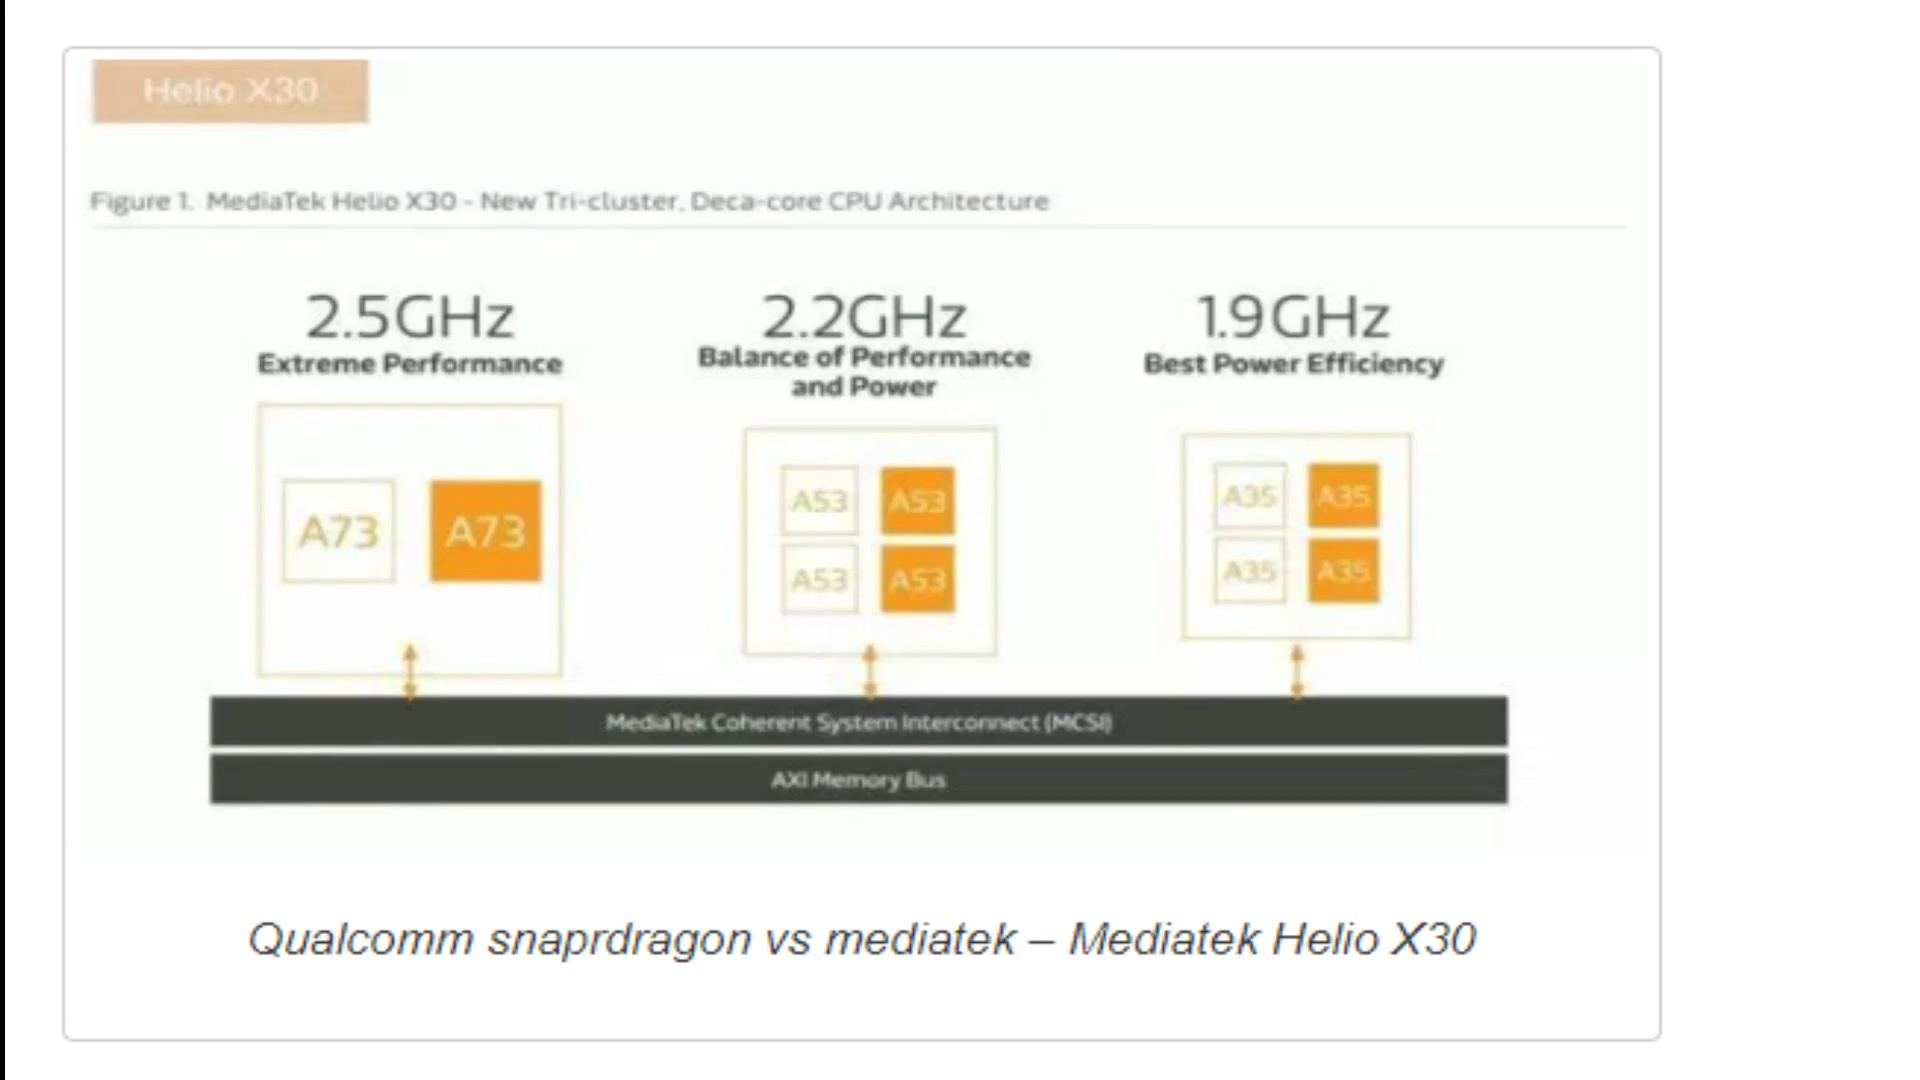 Helio X30
Figure 1. MediaTek Helio X30 - New Tri-cluster, Deca-core CPU Architecture
2.5GHz
Extreme Performance
2.2GHz
Balance of Performance
and Power
1.9GHz
Best Power Efficiency
A73 A73
A53 A53
A53 A53
A35 A35
A35 A35
MediaTek Coherent System Interconnect (MCSI)
AXI Memory Bus
Qualcomm snaprdragon vs mediatek – Mediatek Helio X30